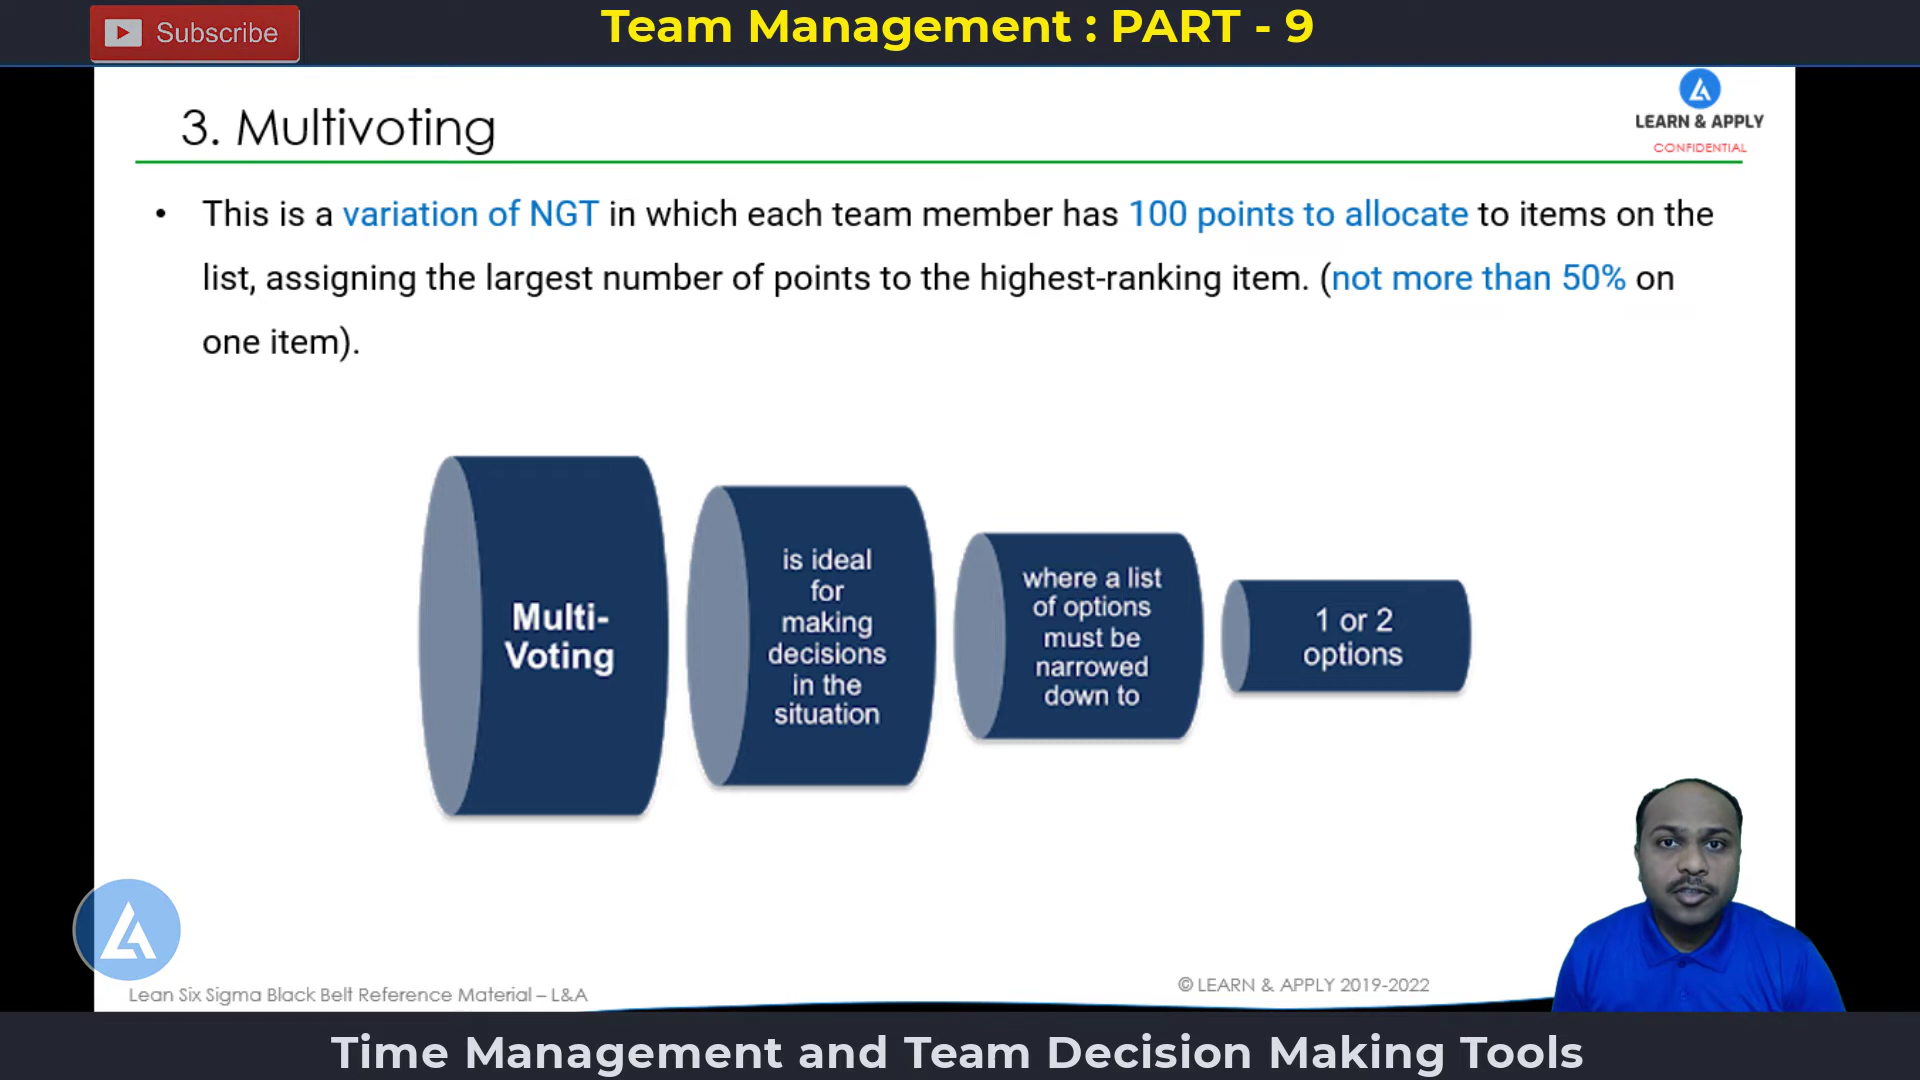 Subscribe
Team Management : PART - 9
3. Multivoting
LEARN & APPLY
CONFIDENTIAL
• This is a variation of NGT in which each team member has 100 points to allocate to items on the
list, assigning the largest number of points to the highest-ranking item. (not more than 50% on
one item).
Multi-
Voting
is ideal
for
making
decisions
in the
situation
where a list
of options
must be
narrowed
down to
1 or 2
options
Lean Six Sigma Black Belt Reference Material – L&A
© LEARN & APPLY 2019-2022
Time Management and Team Decision Making Tools